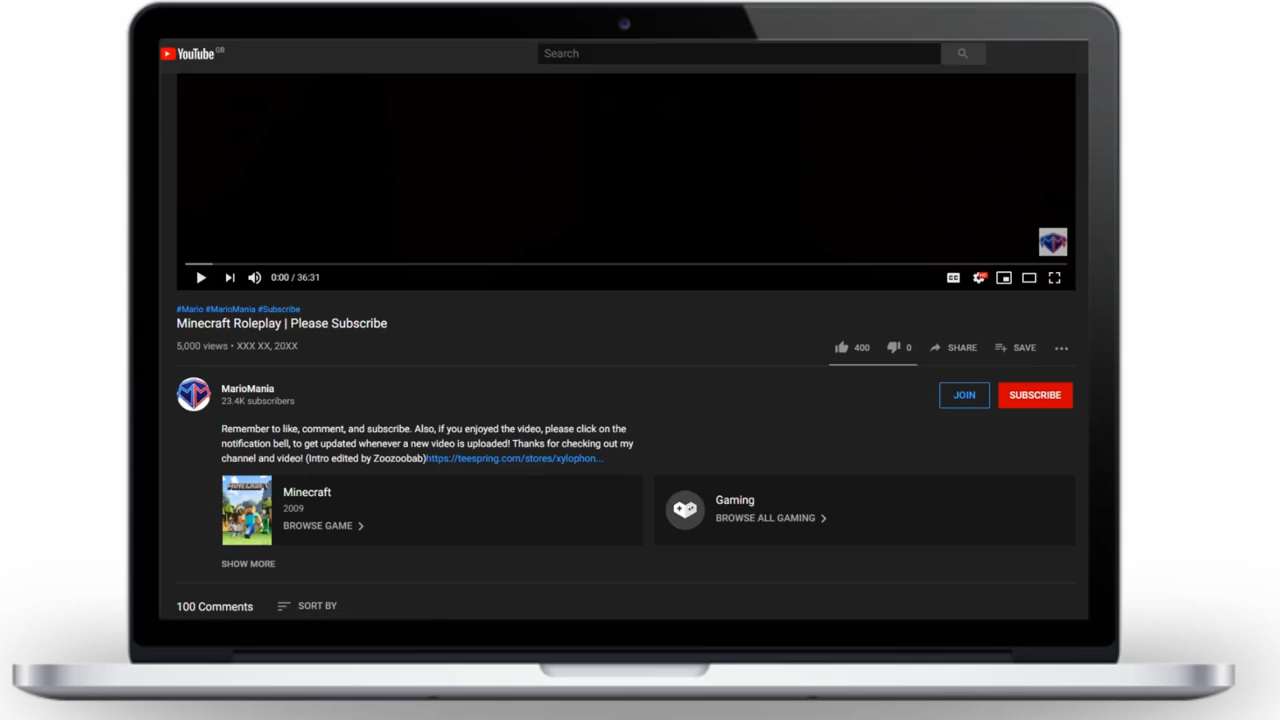 YouTube GB
Search
0:00 / 36:31
CC
HD
#Mario #MarioMania #Subscribe
Minecraft Roleplay | Please Subscribe
5,000 views • XXX XX, 20XX
400
0
SHARE
SAVE
MarioMania
23.4K subscribers
JOIN
SUBSCRIBE
Remember to like, comment, and subscribe. Also, if you enjoyed the video, please click on the
notification bell, to get updated whenever a new video is uploaded! Thanks for checking out my
channel and video! (Intro edited by Zoozoobab)https://teespring.com/stores/xylophon...
MINECRAFT
Minecraft
2009
BROWSE GAME
Gaming
BROWSE ALL GAMING
SHOW MORE
100 Comments
SORT BY